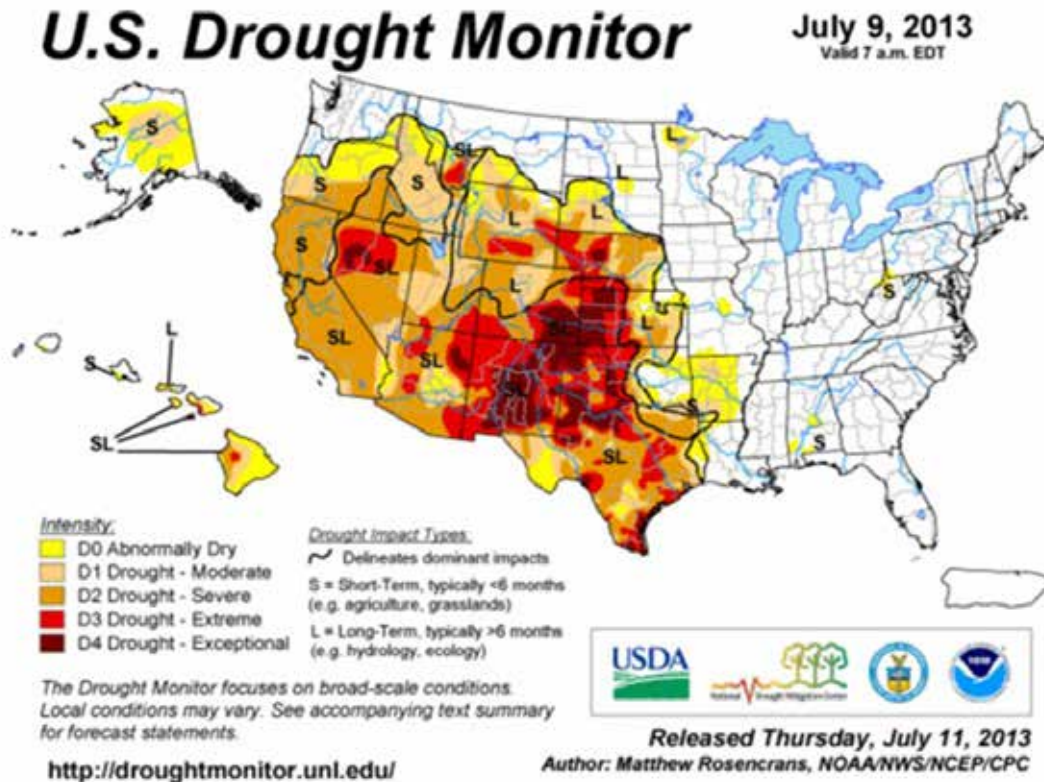 U.S. Drought Monitor
July 9, 2013
Valid 7 a.m. EDT
S
SL
L
L
S
S
L
L
S
S
SL
L
L
SL
SL
SL
S
S
L
S
SL
Intensity:
D0 Abnormally Dry
D1 Drought - Moderate
D2 Drought - Severe
D3 Drought - Extreme
D4 Drought - Exceptional
Drought Impact Types:
Delineates dominant impacts
S = Short-Term, typically <6 months
(e.g. agriculture, grasslands)
L = Long-Term, typically >6 months
(e.g. hydrology, ecology)
The Drought Monitor focuses on broad-scale conditions.
Local conditions may vary. See accompanying text summary
for forecast statements.
http://droughtmonitor.unl.edu/
USDA
National Drought Mitigation Center
Released Thursday, July 11, 2013
Author: Matthew Rosencrans, NOAA/NWS/NCEP/CPC